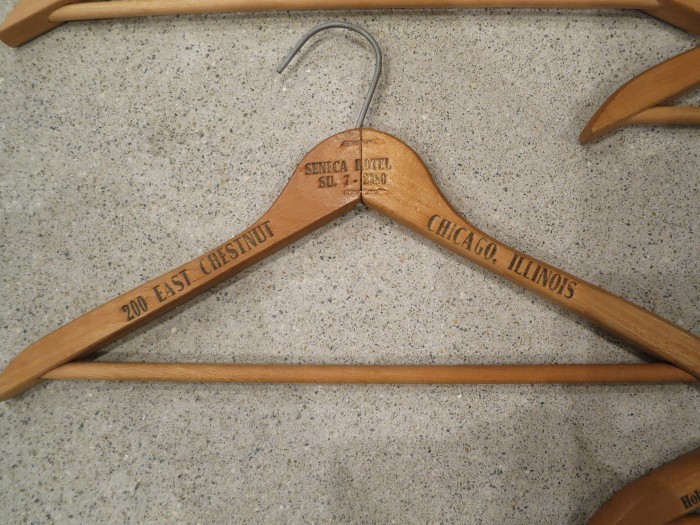 SENECA HOTEL
SU. 7 - 2380
200 EAST CHESTNUT
CHICAGO, ILLINOIS